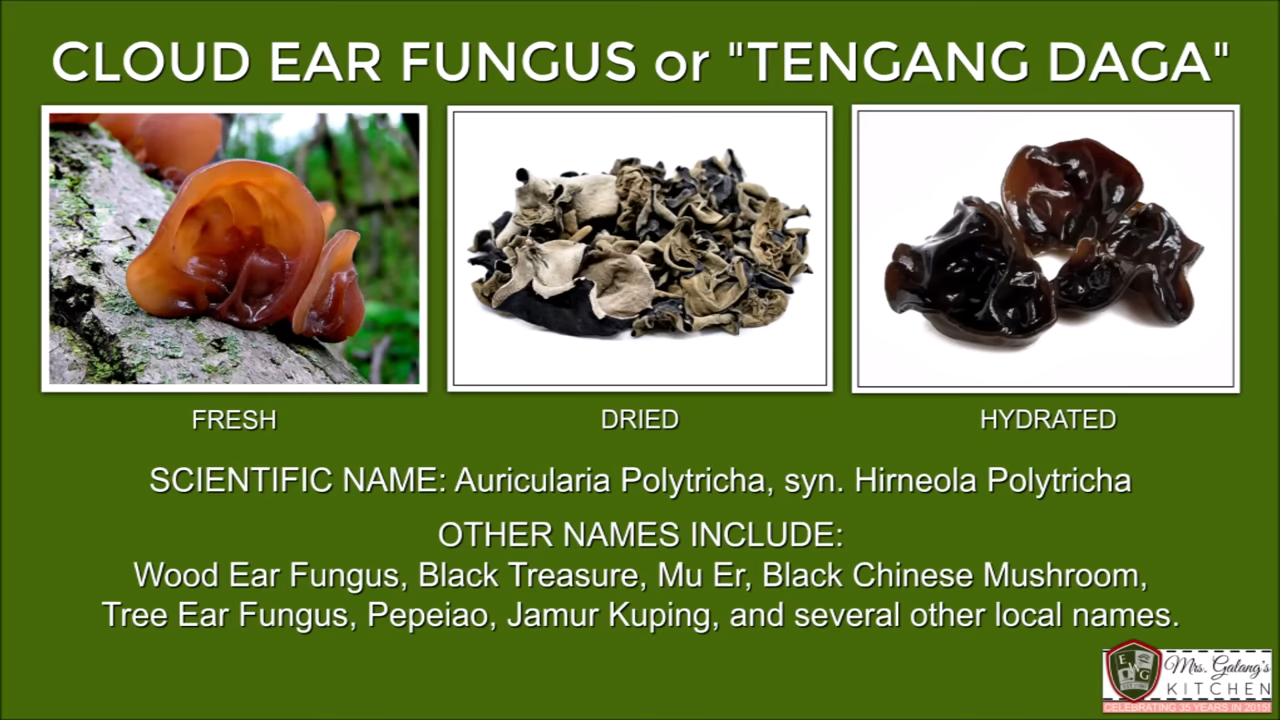 CLOUD EAR FUNGUS or "TENGANG DAGA"
FRESH
DRIED
HYDRATED
SCIENTIFIC NAME: Auricularia Polytricha, syn. Hirneola Polytricha
OTHER NAMES INCLUDE:
Wood Ear Fungus, Black Treasure, Mu Er, Black Chinese Mushroom,
Tree Ear Fungus, Pepeiao, Jamur Kuping, and several other local names.
Mrs. Galang's
KITCHEN
CELEBRATING 35 YEARS IN 2015!